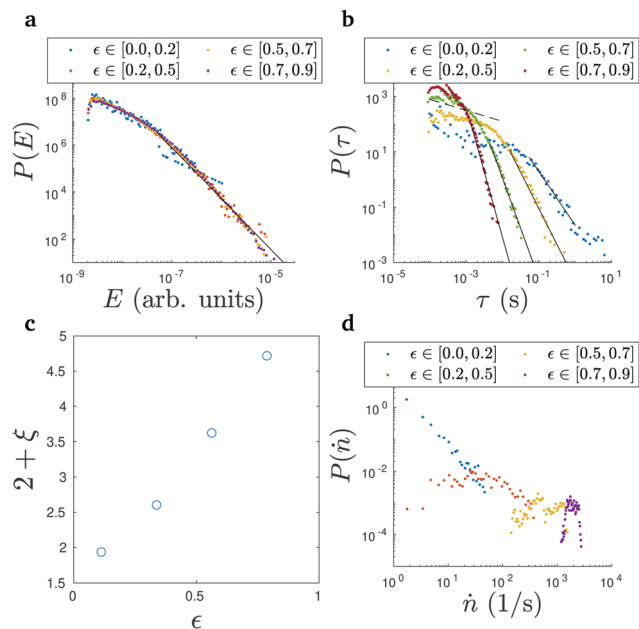 a
ϵ ∈ [0.0, 0.2]
ϵ ∈ [0.5, 0.7]
ϵ ∈ [0.2, 0.5]
ϵ ∈ [0.7, 0.9]
P(E)
10^8
10^6
10^4
10^2
10^-9
10^-7
10^-5
E (arb. units)
b
ϵ ∈ [0.0, 0.2]
ϵ ∈ [0.5, 0.7]
ϵ ∈ [0.2, 0.5]
ϵ ∈ [0.7, 0.9]
P(τ)
10^3
10^1
10^-1
10^-3
10^-5
10^-3
10^-1
10^1
τ (s)
c
2 + ξ
5
4.5
4
3.5
3
2.5
2
1.5
0
0.5
1
ϵ
d
ϵ ∈ [0.0, 0.2]
ϵ ∈ [0.5, 0.7]
ϵ ∈ [0.2, 0.5]
ϵ ∈ [0.7, 0.9]
P(ṅ)
10^0
10^-2
10^-4
10^0
10^1
10^2
10^3
10^4
ṅ (1/s)